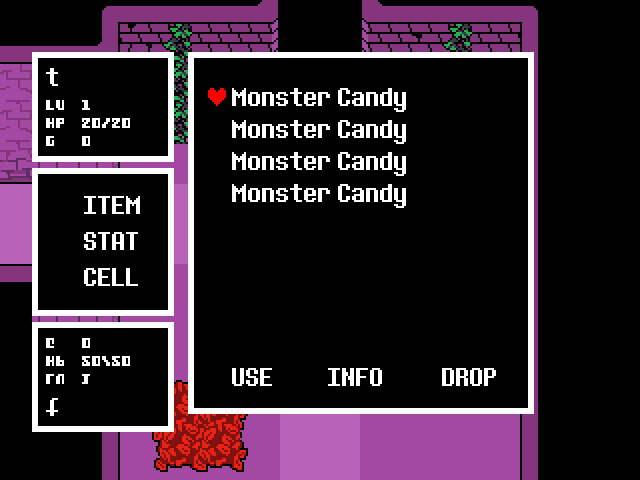 t
LV 1
HP 20/20
G 0
ITEM
STAT
CELL
Monster Candy
Monster Candy
Monster Candy
Monster Candy
USE INFO DROP